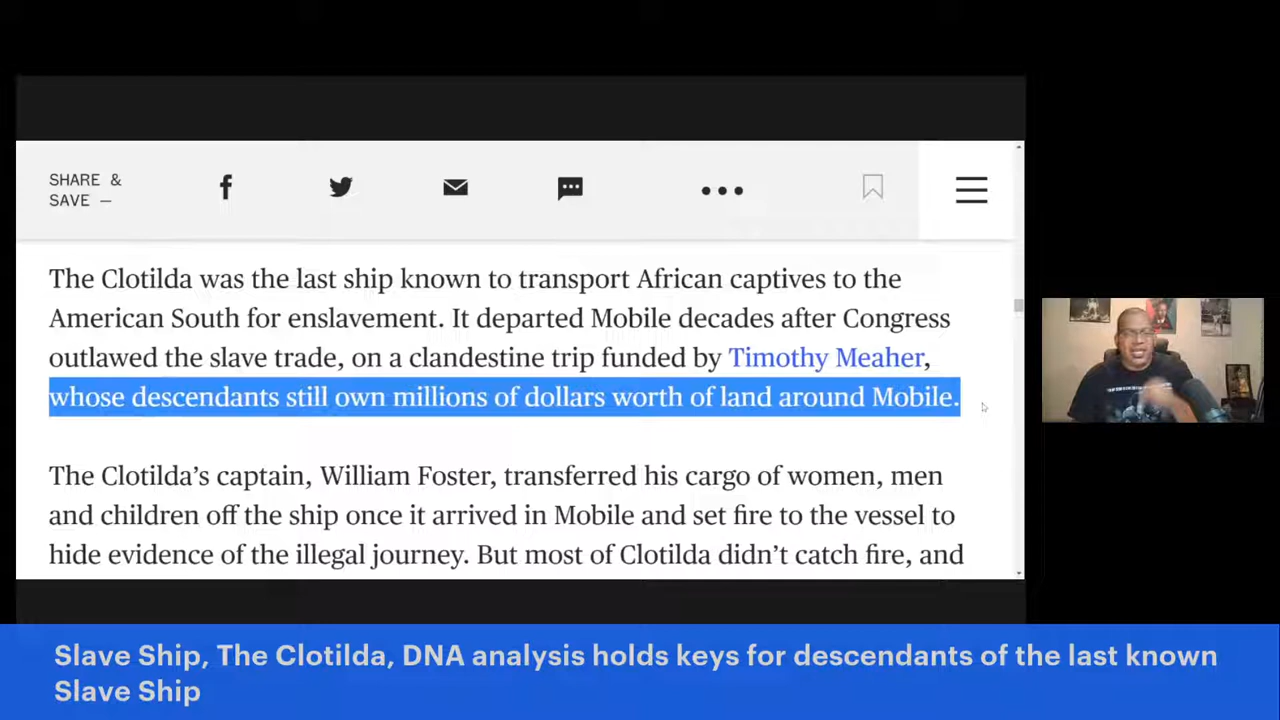 SHARE &
SAVE —
The Clotilda was the last ship known to transport African captives to the
American South for enslavement. It departed Mobile decades after Congress
outlawed the slave trade, on a clandestine trip funded by Timothy Meaher,
whose descendants still own millions of dollars worth of land around Mobile.
The Clotilda’s captain, William Foster, transferred his cargo of women, men
and children off the ship once it arrived in Mobile and set fire to the vessel to
hide evidence of the illegal journey. But most of Clotilda didn’t catch fire, and
Slave Ship, The Clotilda, DNA analysis holds keys for descendants of the last known
Slave Ship